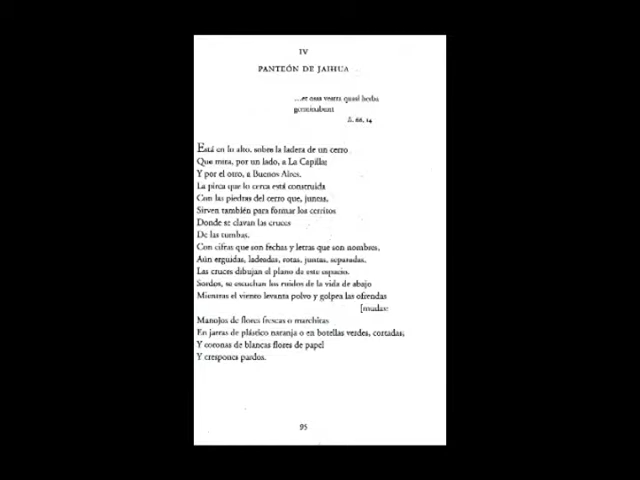 IV
PANTEÓN DE JAIHUA
...et ossa vestra quasi herba
germinabunt
Is. 66, 14
Está en lo alto, sobre la ladera de un cerro
Que mira, por un lado, a La Capilla;
Y por el otro, a Buenos Aires.
La pirca que lo cerca está construida
Con las piedras del cerro que, juntas,
Sirven también para formar los cerritos
Donde se clavan las cruces
De las tumbas.
Con cifras que son fechas y letras que son nombres,
Aún erguidas, ladeadas, rotas, juntas, separadas,
Las cruces dibujan el plano de este espacio.
Sordos, se escuchan los ruidos de la vida de abajo
Mientras el viento levanta polvo y golpea las ofrendas
[mudas:
Manojos de flores frescas o marchitas
En jarras de plástico naranja o en botellas verdes, cortadas;
Y coronas de blancas flores de papel
Y crespones pardos.
95